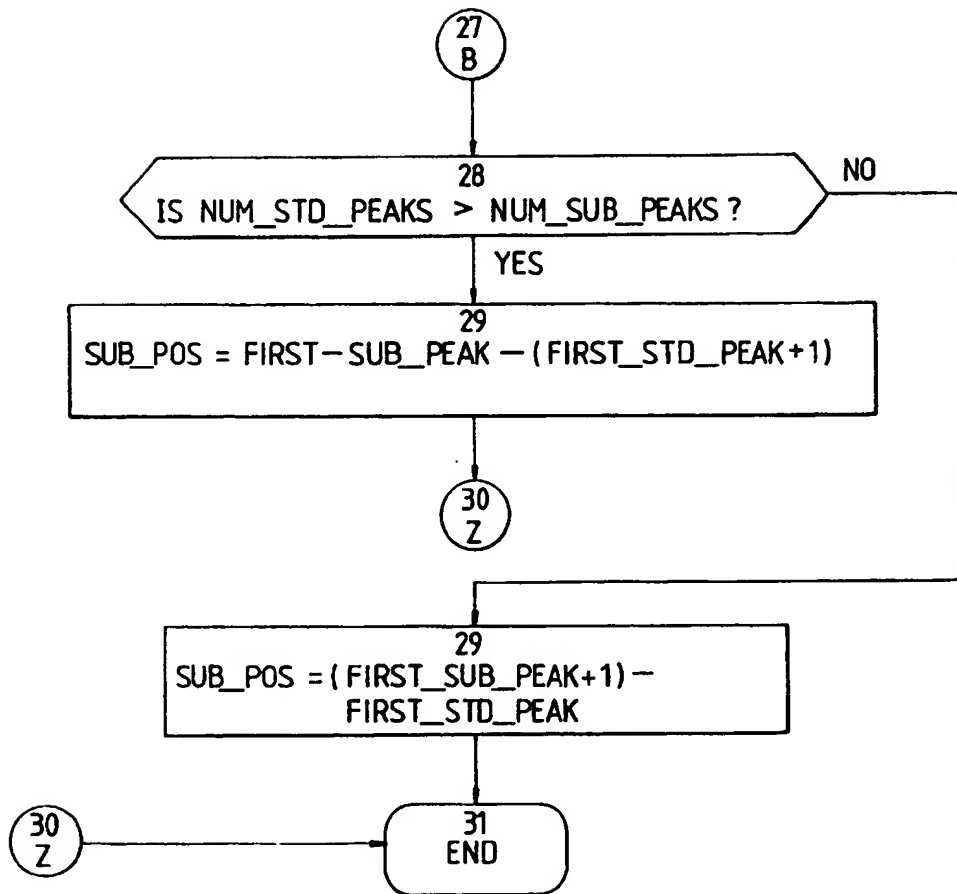 27
B
28
IS NUM_STD_PEAKS > NUM_SUB_PEAKS ?
NO
YES
29
SUB_POS = FIRST-SUB_PEAK-(FIRST_STD_PEAK+1)
30
Z
29
SUB_POS =(FIRST_SUB_PEAK+1)-
FIRST_STD_PEAK
30
Z
31
END